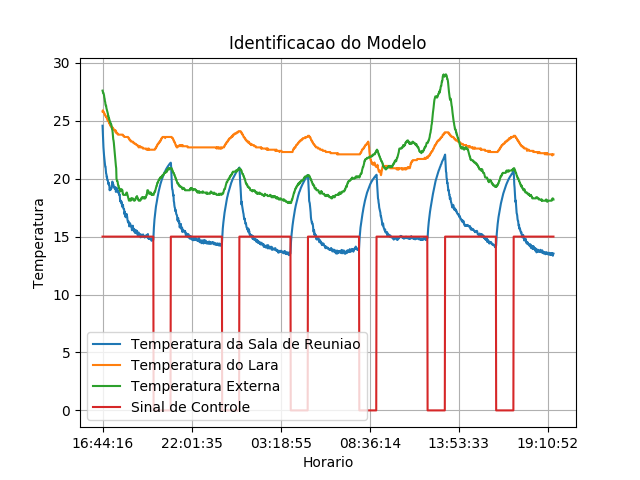 Identificacao do Modelo
30
25
20
15
10
5
0
Temperatura
Temperatura da Sala de Reuniao
Temperatura do Lara
Temperatura Externa
Sinal de Controle
16:44:16 22:01:35 03:18:55 08:36:14 13:53:33 19:10:52
Horario